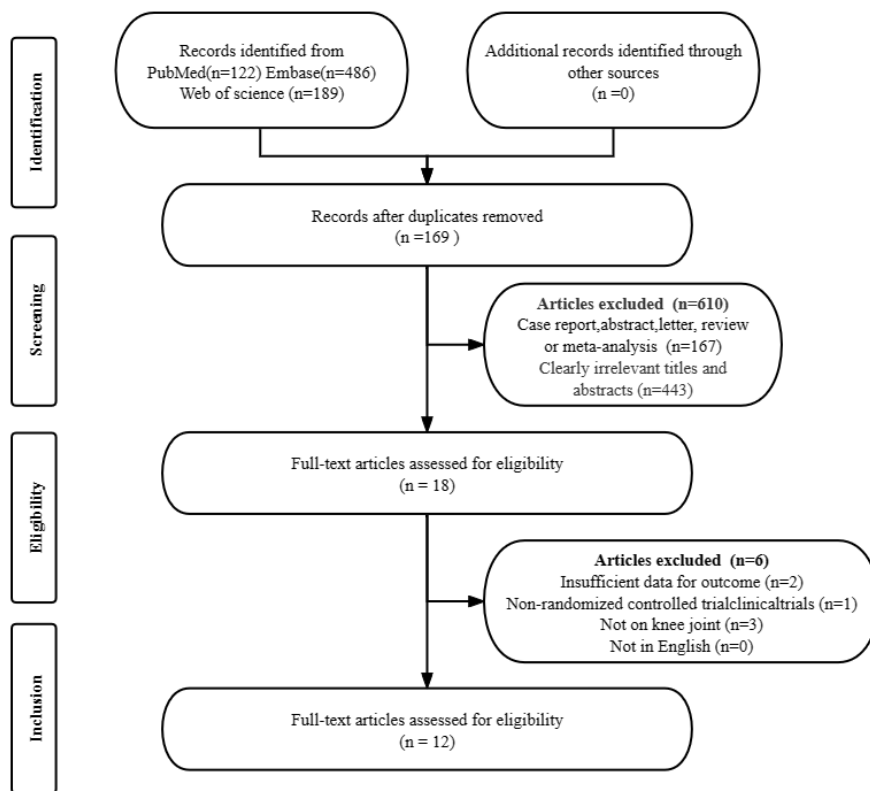 Identification
Records identified from
PubMed(n=122) Embase(n=486)
Web of science (n=189)
Additional records identified through
other sources
(n =0)
Records after duplicates removed
(n =169 )
Screening
Articles excluded  (n=610)
Case report,abstract,letter, review
or meta-analysis  (n=167)
Clearly irrelevant titles and
abstracts (n=443)
Eligibility
Full-text articles assessed for eligibility
(n = 18)
Articles excluded  (n=6)
Insufficient data for outcome (n=2)
Non-randomized controlled trialclinicaltrials (n=1)
Not on knee joint (n=3)
Not in English (n=0)
Inclusion
Full-text articles assessed for eligibility
(n = 12)